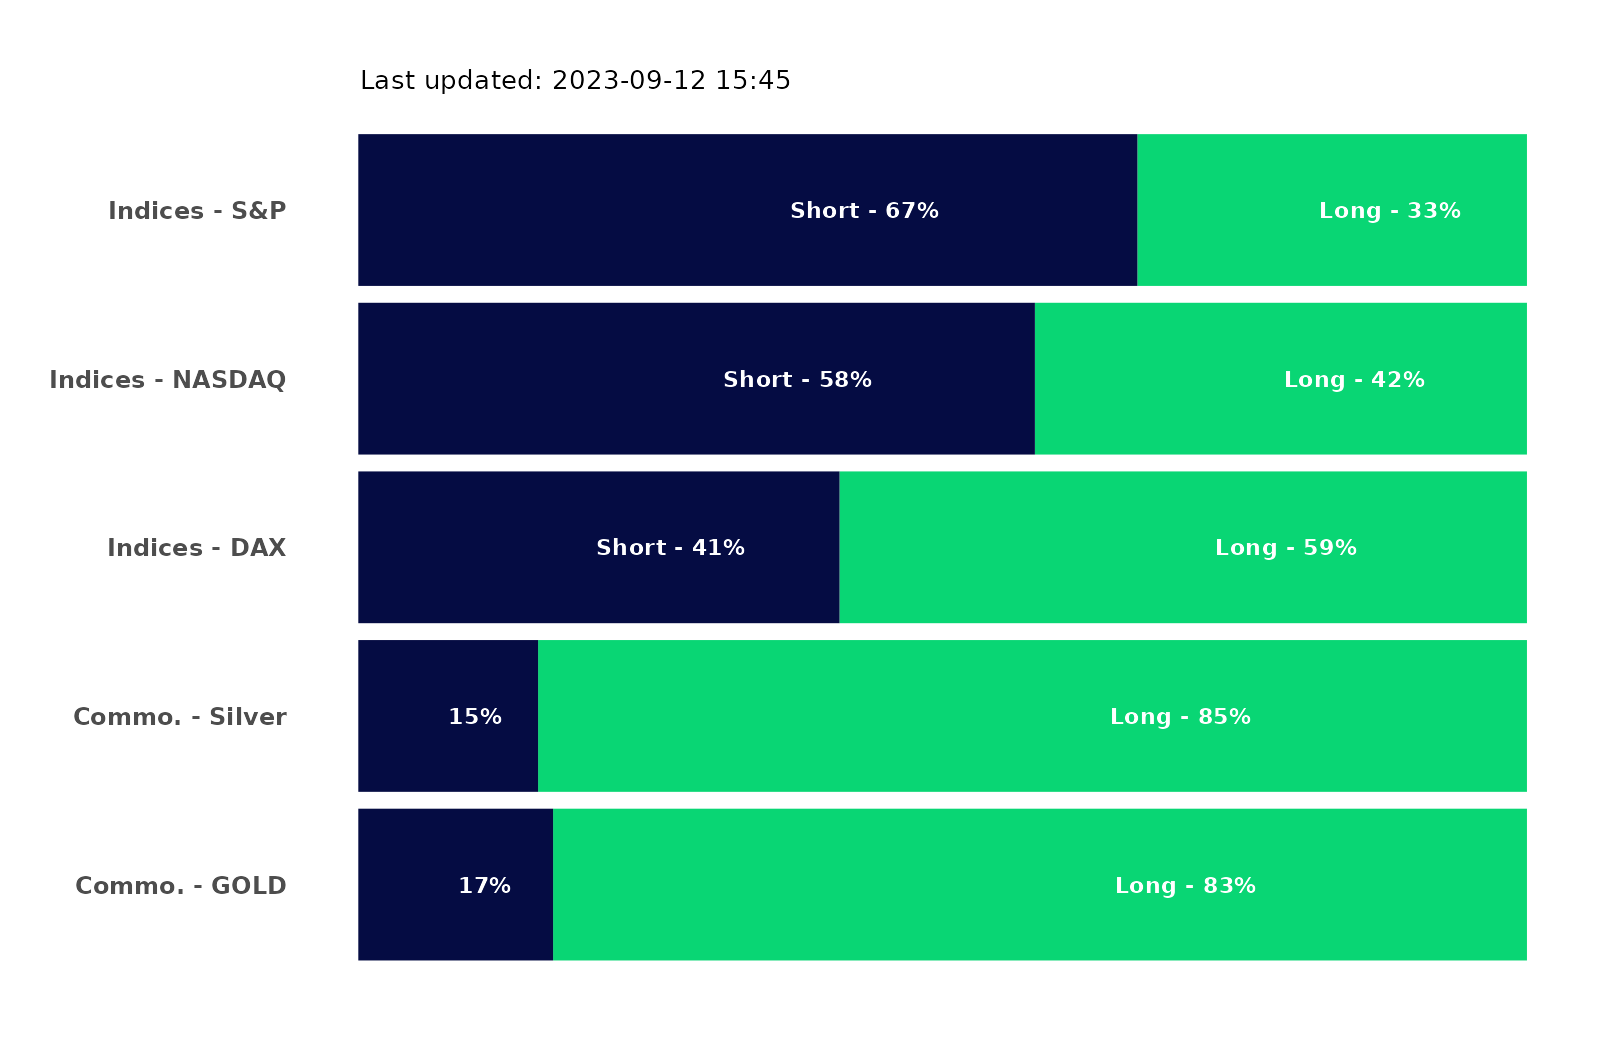 Last updated: 2023-09-12 15:45
Indices - S&P Short - 67% Long - 33%
Indices - NASDAQ Short - 58% Long - 42%
Indices - DAX Short - 41% Long - 59%
Commo. - Silver 15% Long - 85%
Commo. - GOLD 17% Long - 83%